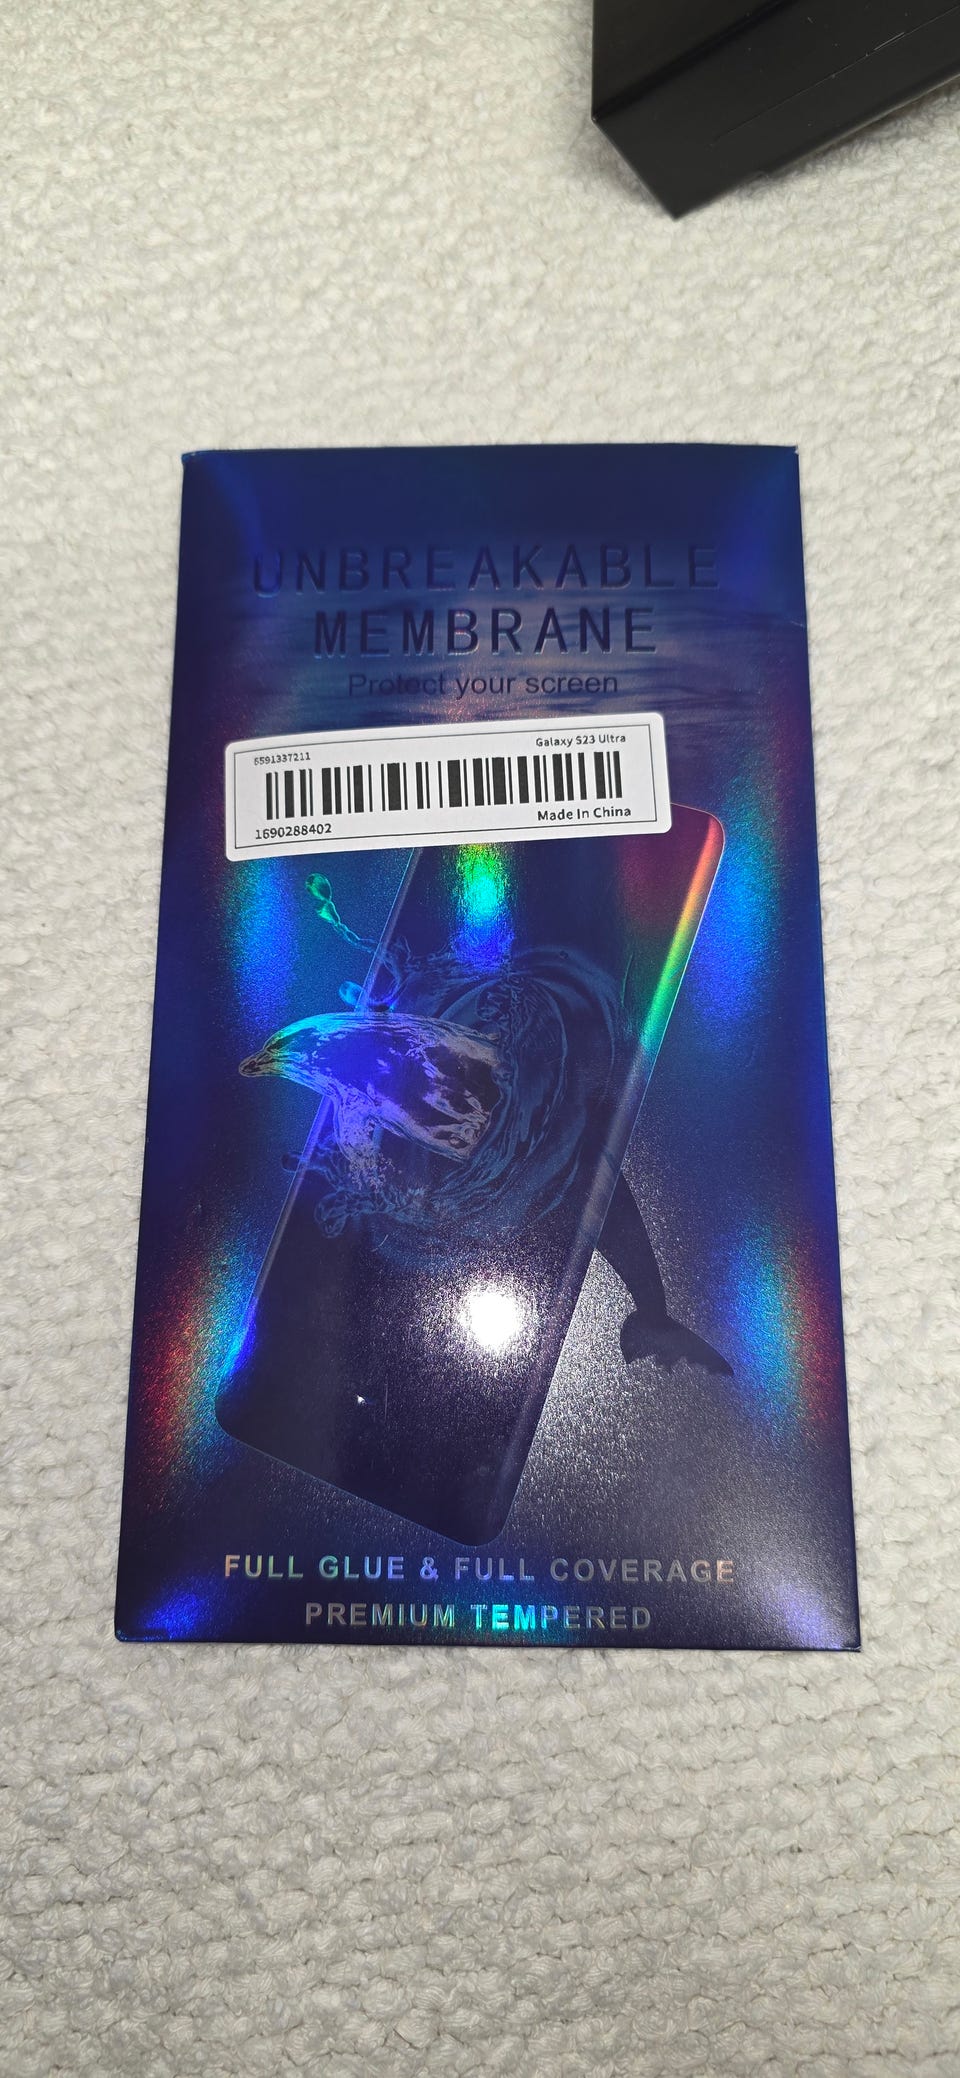 UNBREAKABLE
MEMBRANE
Protect your screen
6591337211
Galaxy S23 Ultra
1690288402
Made In China
FULL GLUE & FULL COVERAGE
PREMIUM TEMPERED